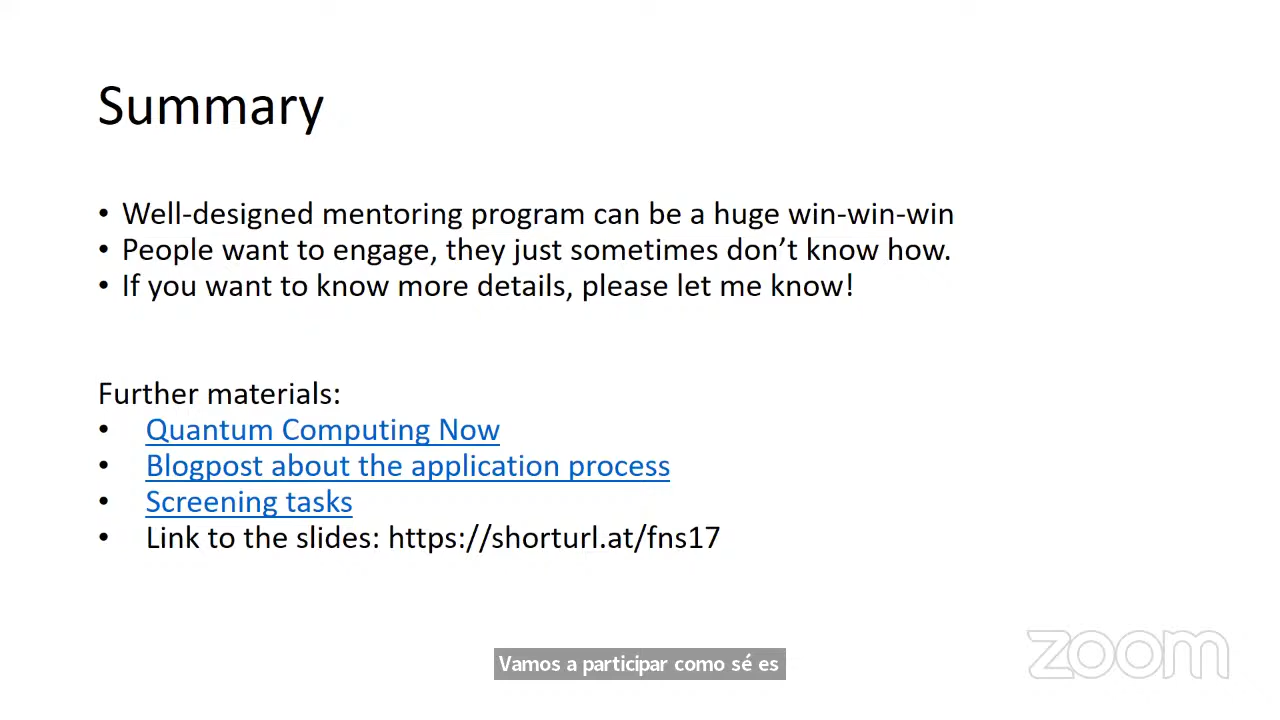 Summary
• Well-designed mentoring program can be a huge win-win-win
• People want to engage, they just sometimes don’t know how.
• If you want to know more details, please let me know!
Further materials:
• Quantum Computing Now
• Blogpost about the application process
• Screening tasks
• Link to the slides: https://shorturl.at/fns17
Vamos a participar como sé es
zoom